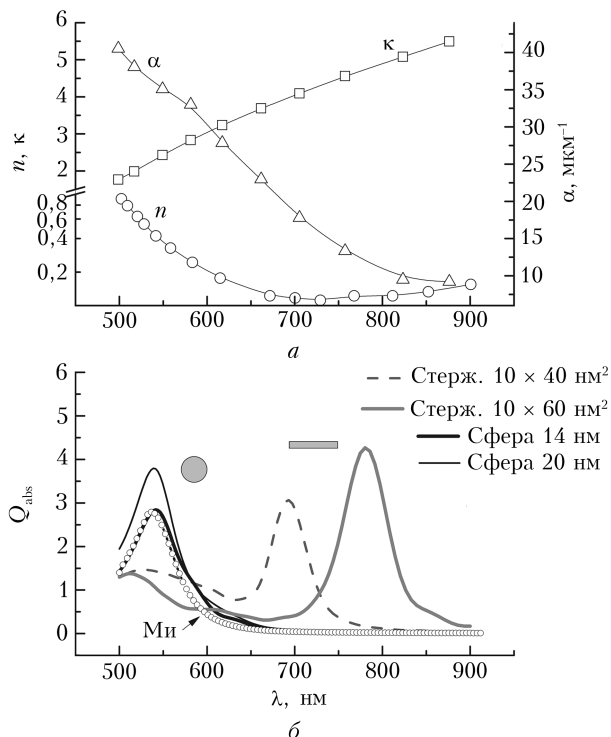 6
5
4
3
2
0,8
0,6
0,4
0,2
n, κ
α
κ
n
40
35
30
25
20
15
10
α, мкм⁻¹
500 600 700 800 900
а
Стерж. 10 × 40 нм²
Стерж. 10 × 60 нм²
Сфера 14 нм
Сфера 20 нм
6
5
4
3
2
1
0
Q_abs
Ми
500 600 700 800 900
λ, нм
б